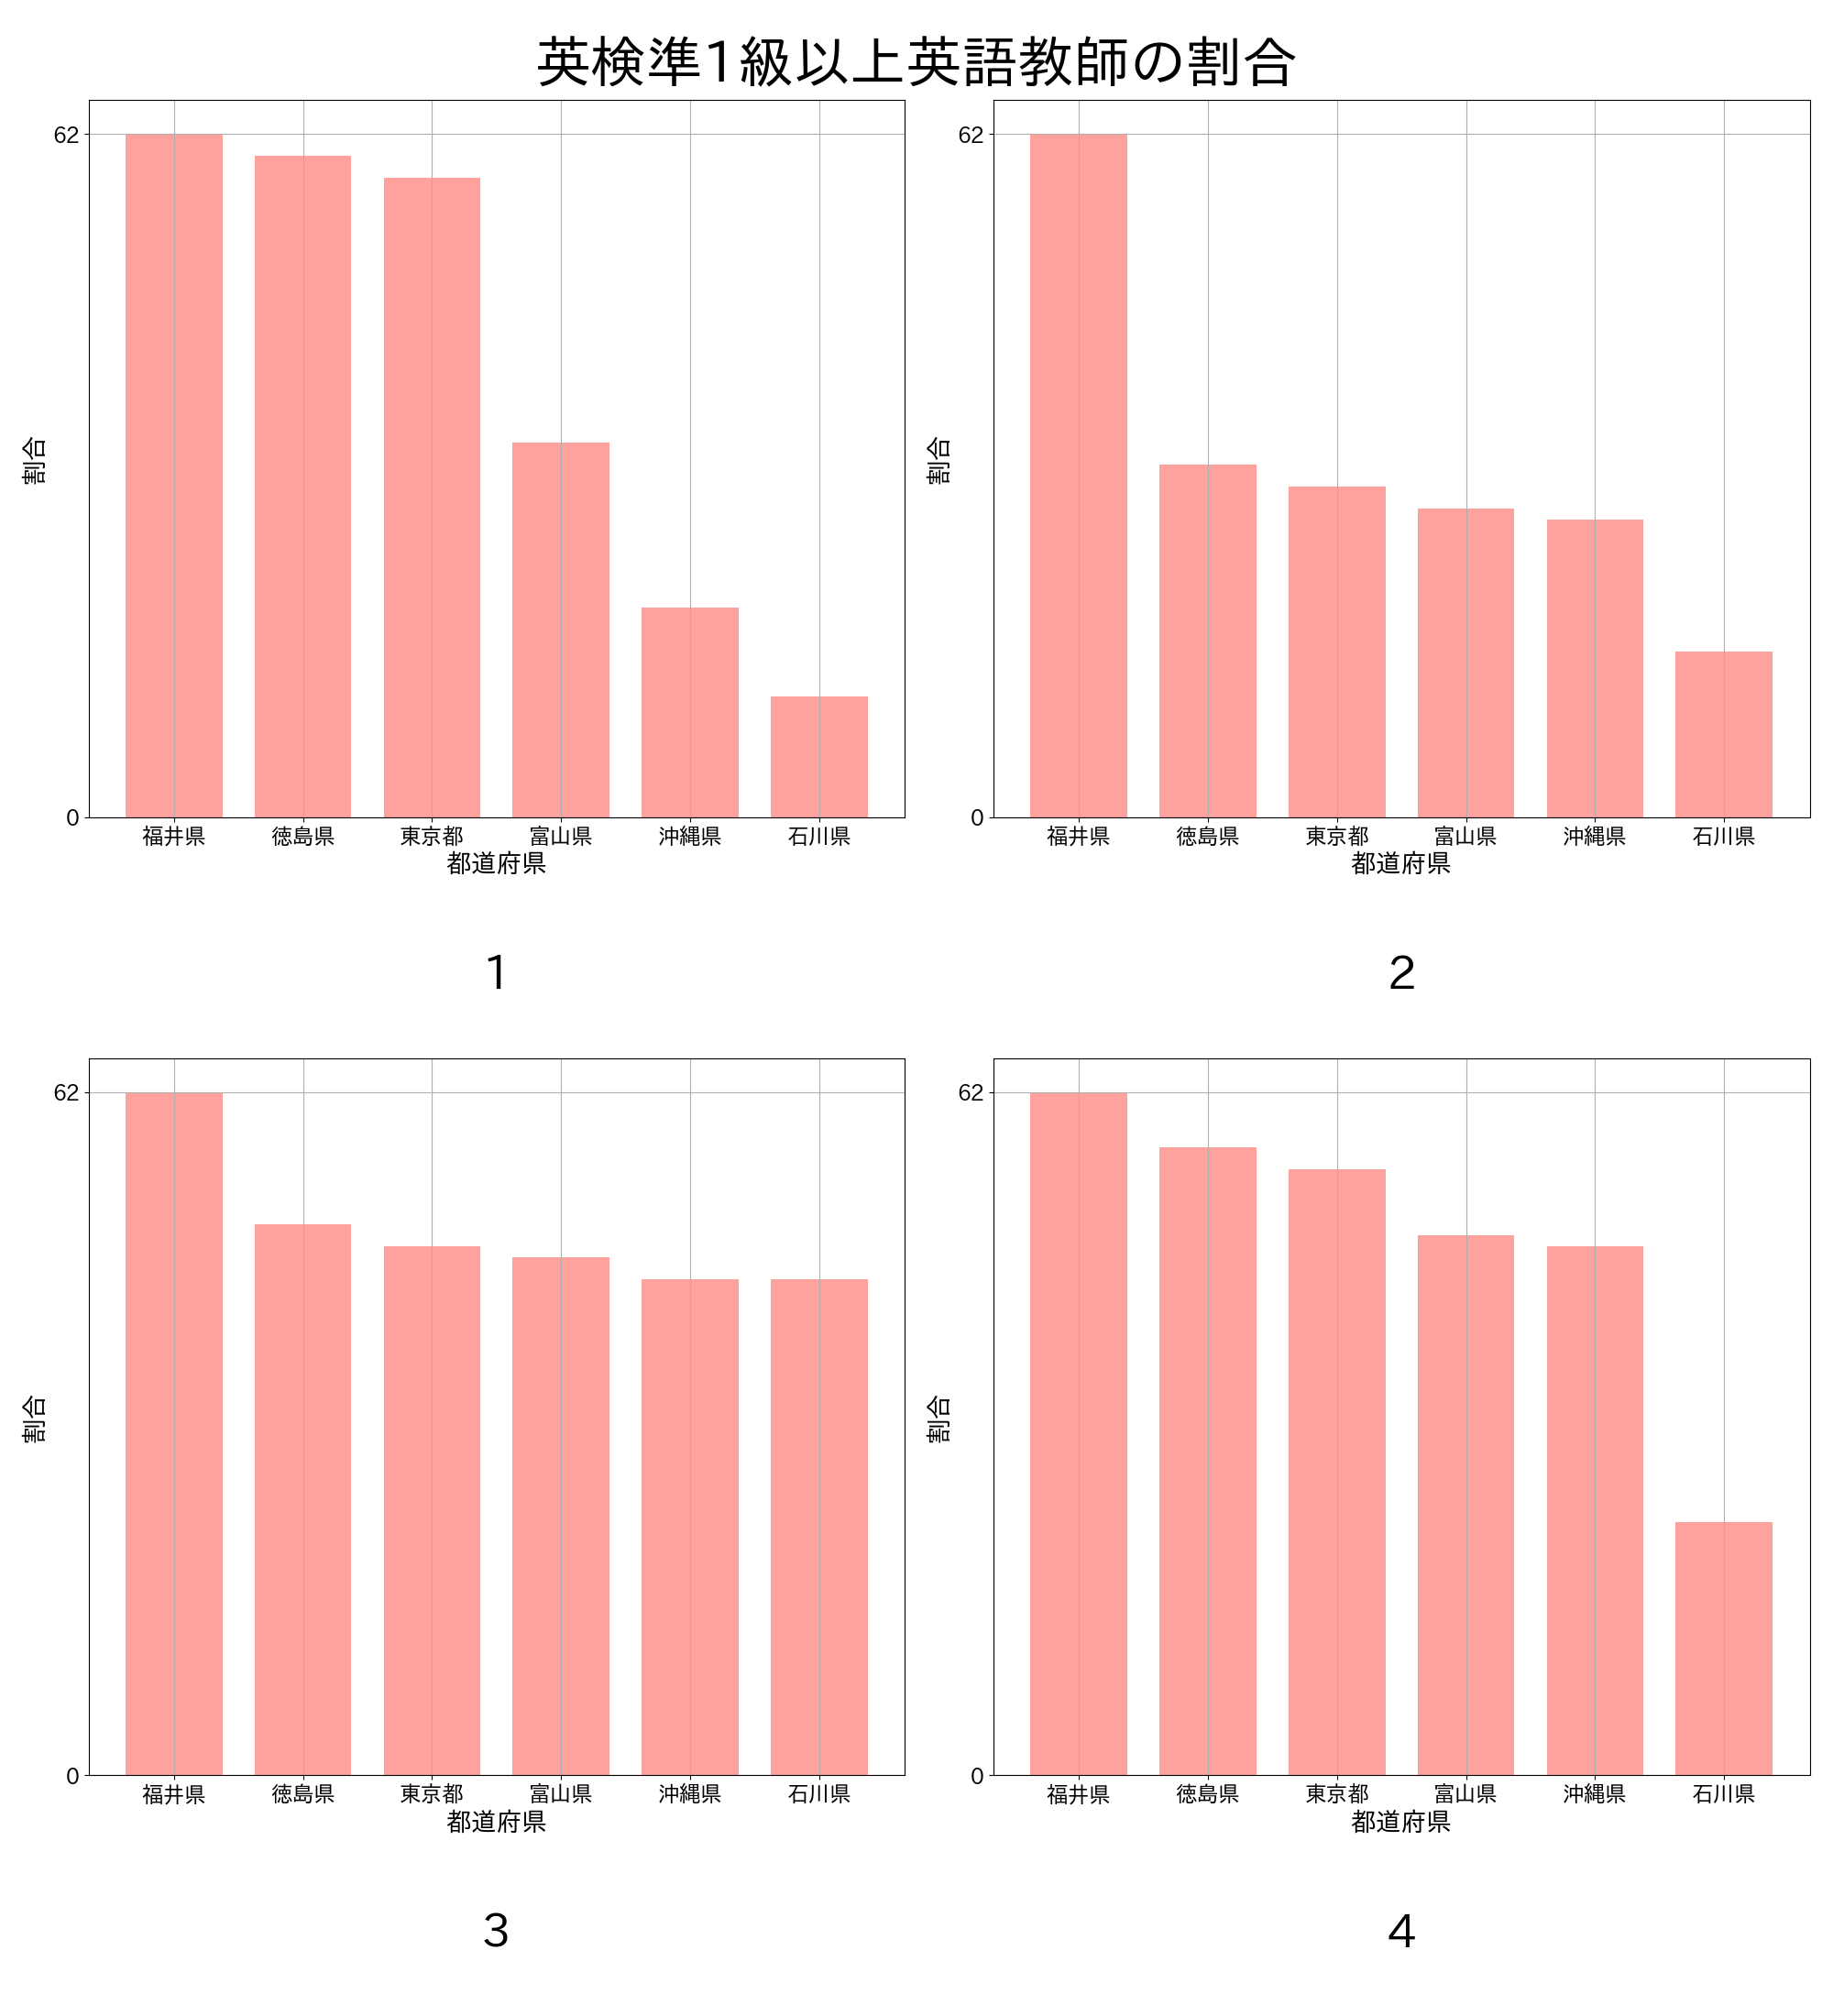 英検準1級以上英語教師の割合
62
0
割合
福井県 徳島県 東京都 富山県 沖縄県 石川県
都道府県
1
62
0
割合
福井県 徳島県 東京都 富山県 沖縄県 石川県
都道府県
2
62
0
割合
福井県 徳島県 東京都 富山県 沖縄県 石川県
都道府県
3
62
0
割合
福井県 徳島県 東京都 富山県 沖縄県 石川県
都道府県
4